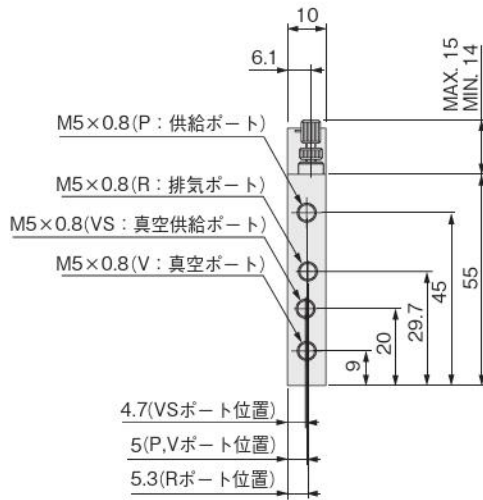 10
6.1
MAX. 15
MIN. 14
M5×0.8(P：供給ポート)
M5×0.8(R：排気ポート)
M5×0.8(VS：真空供給ポート)
M5×0.8(V：真空ポート)
55
45
29.7
20
9
4.7(VSポート位置)
5(P,Vポート位置)
5.3(Rポート位置)